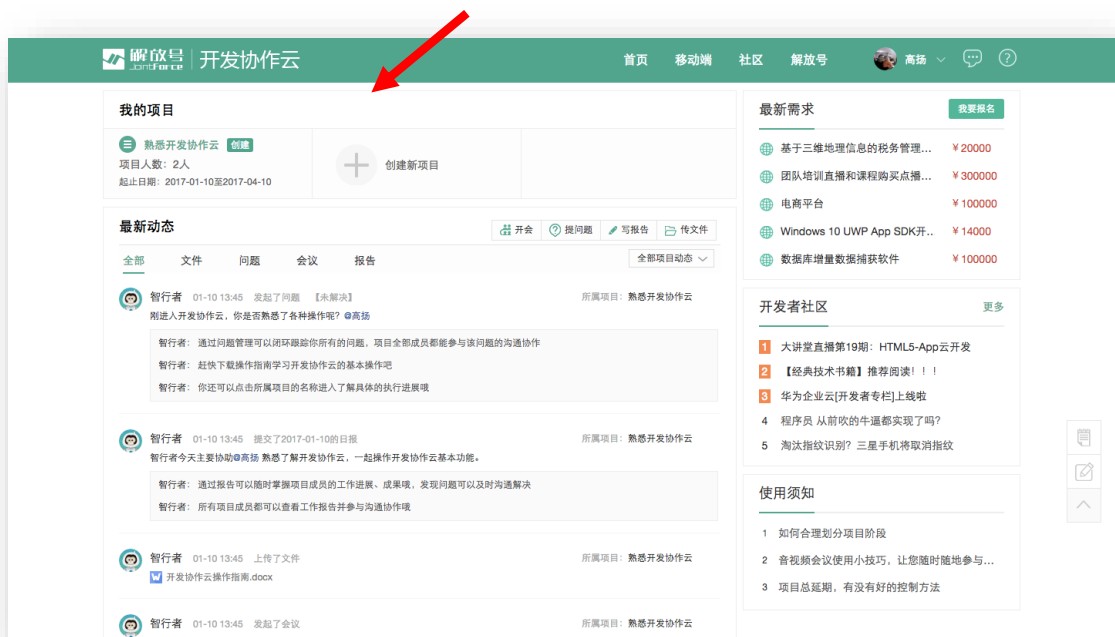 解放号 JointForce 开发协作云
首页 移动端 社区 解放号 高扬
我的项目
熟悉开发协作云 创建
项目人数：2人
起止日期：2017-01-10至2017-04-10
创建新项目
最新动态
开会 提问题 写报告 传文件
全部 文件 问题 会议 报告 全部项目动态
智行者 01-10 13:45 发起了问题 【未解决】 所属项目：熟悉开发协作云
刚进入开发协作云，你是否熟悉了各种操作呢？@高扬
智行者： 通过问题管理可以闭环跟踪你所有的问题，项目全部成员都能参与该问题的沟通协作
智行者： 赶快下载操作指南学习开发协作云的基本操作吧
智行者： 你还可以点击所属项目的名称进入了解具体的执行进展哦
智行者 01-10 13:45 提交了2017-01-10的日报 所属项目：熟悉开发协作云
智行者今天主要协助@高扬 熟悉了解开发协作云，一起操作开发协作云基本功能。
智行者： 通过报告可以随时掌握项目成员的工作进展、成果哦，发现问题可以及时沟通解决
智行者： 所有项目成员都可以查看工作报告并参与沟通协作哦
智行者 01-10 13:45 上传了文件 所属项目：熟悉开发协作云
开发协作云操作指南.docx
智行者 01-10 13:45 发起了会议 所属项目：熟悉开发协作云
最新需求 我要报名
基于三维地理信息的税务管理... ￥20000
团队培训直播和课程购买点播... ￥300000
电商平台 ￥100000
Windows 10 UWP App SDK开.. ￥14000
数据库增量数据捕获软件 ￥100000
开发者社区 更多
1 大讲堂直播第19期：HTML5-App云开发
2 【经典技术书籍】推荐阅读！！！
3 华为企业云[开发者专栏]上线啦
4 程序员 从前吹的牛逼都实现了吗?
5 淘汰指纹识别？三星手机将取消指纹
使用须知
1 如何合理划分项目阶段
2 音视频会议使用小技巧，让您随时随地参与...
3 项目总延期，有没有好的控制方法